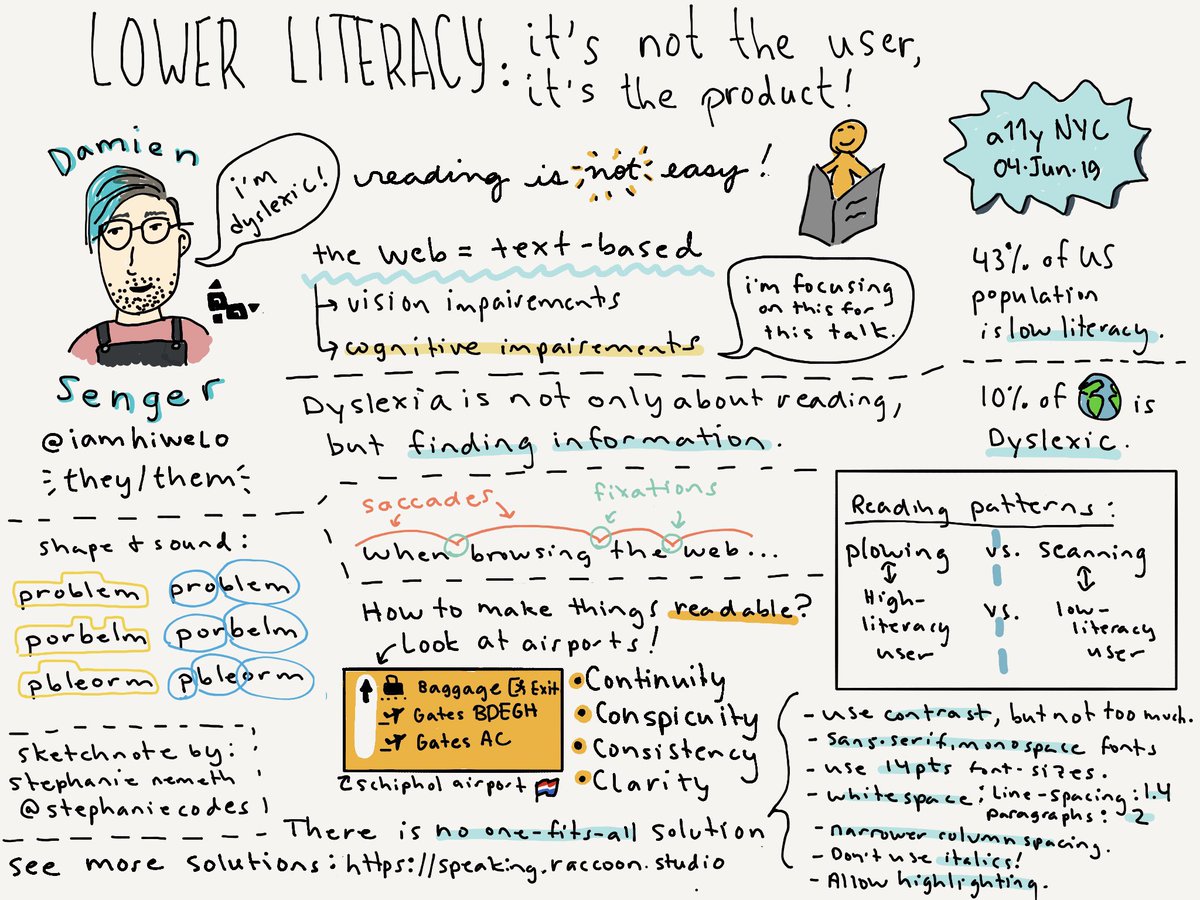 LOWER LITERACY: it's not the user,
it's the product!
Damien
Senger
@iamhiwelo
they/them
i'm
dyslexic!
reading is not easy!
the web = text-based
vision impairements
cognitive impairements
i'm focusing
on this for
this talk.
a11y NYC
04.Jun.19
43% of US
population
is low literacy.
10% of is
Dyslexic.
Dyslexia is not only about reading,
but finding information.
saccades
fixations
when browsing the web...
Reading patterns:
plowing vs. scanning
High-
literacy
user
vs.
low-
literacy
user
shape + sound:
problem problem
porbelm porbelm
pbleorm pbleorm
How to make things readable?
Look at airports!
Baggage Exit
Gates BDEGH
Gates AC
schiphol airport
• Continuity
• Conspicuity
• Consistency
• Clarity
- use contrast, but not too much.
- Sans-serif, monospace fonts
- use 14pts font-sizes.
- whitespace; Line-spacing: 1.4
paragraphs: 2
- narrower column spacing.
- Don't use italics!
- Allow highlighting.
There is no one-fits-all solution
sketchnote by:
stephanie nemeth
@stephaniecodes
see more solutions: https://speaking.raccoon.studio